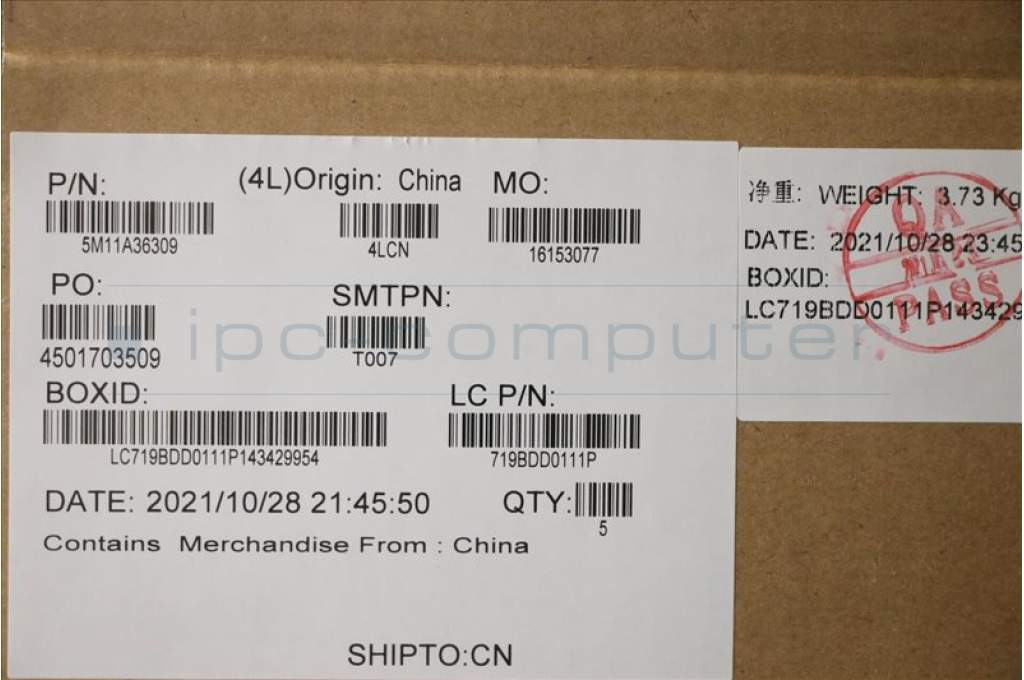 P/N: (4L)Origin: China MO:
5M11A36309 4LCN 16153077
PO: SMTPN:
4501703509 T007
BOXID: LC P/N:
LC719BDD0111P143429954 719BDD0111P
DATE: 2021/10/28 21:45:50 QTY:
5
Contains Merchandise From : China
SHIPTO:CN
净重: WEIGHT: 3.73 Kg
DATE: 2021/10/28 23:45
BOXID:
LC719BDD0111P143429
QA
PASS
ipc-computer